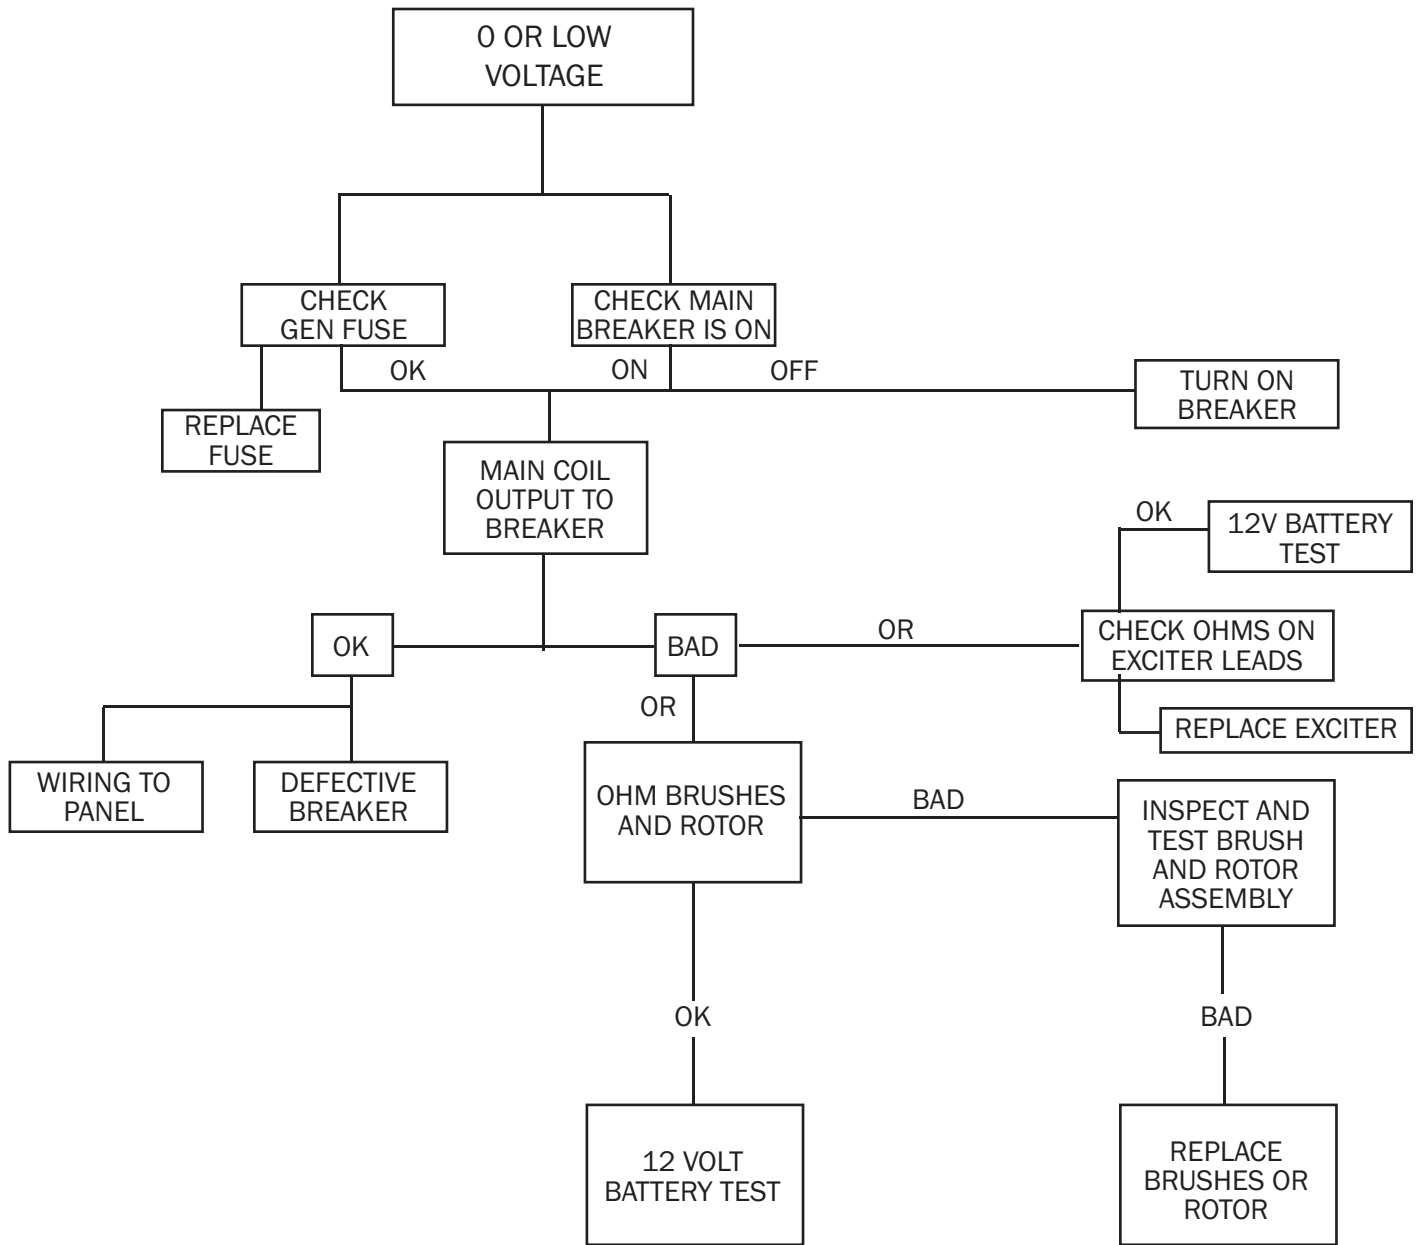 0 OR LOW
VOLTAGE
CHECK
GEN FUSE
CHECK MAIN
BREAKER IS ON
OK
ON
OFF
TURN ON
BREAKER
REPLACE
FUSE
MAIN COIL
OUTPUT TO
BREAKER
OK
12V BATTERY
TEST
OK
BAD
OR
CHECK OHMS ON
EXCITER LEADS
OR
REPLACE EXCITER
WIRING TO
PANEL
DEFECTIVE
BREAKER
OHM BRUSHES
AND ROTOR
BAD
INSPECT AND
TEST BRUSH
AND ROTOR
ASSEMBLY
OK
BAD
12 VOLT
BATTERY TEST
REPLACE
BRUSHES OR
ROTOR